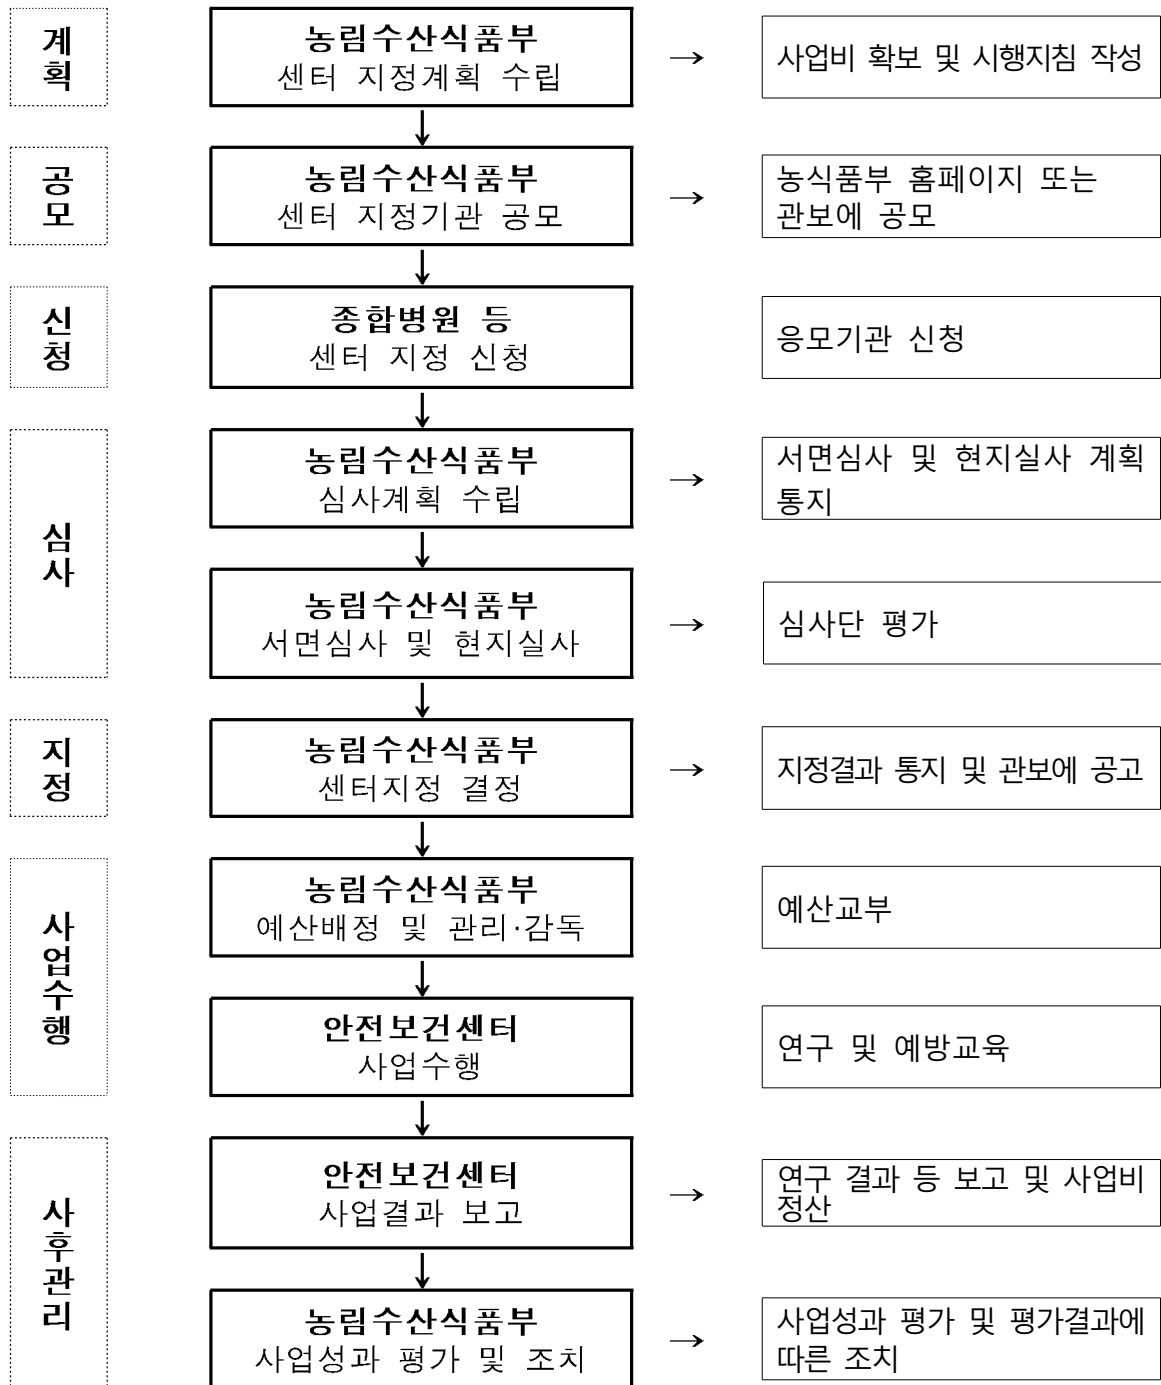 계획
농림수산식품부
센터 지정계획 수립
→
사업비 확보 및 시행지침 작성
↓
공모
농림수산식품부
센터 지정기관 공모
→
농식품부 홈페이지 또는
관보에 공모
↓
신청
종합병원 등
센터 지정 신청
응모기관 신청
↓
심사
농림수산식품부
심사계획 수립
→
서면심사 및 현지실사 계획
통지
↓
농림수산식품부
서면심사 및 현지실사
→
심사단 평가
↓
지정
농림수산식품부
센터지정 결정
→
지정결과 통지 및 관보에 공고
↓
사업수행
농림수산식품부
예산배정 및 관리·감독
예산교부
↓
안전보건센터
사업수행
연구 및 예방교육
↓
사후관리
안전보건센터
사업결과 보고
→
연구 결과 등 보고 및 사업비
정산
↓
농림수산식품부
사업성과 평가 및 조치
→
사업성과 평가 및 평가결과에
따른 조치